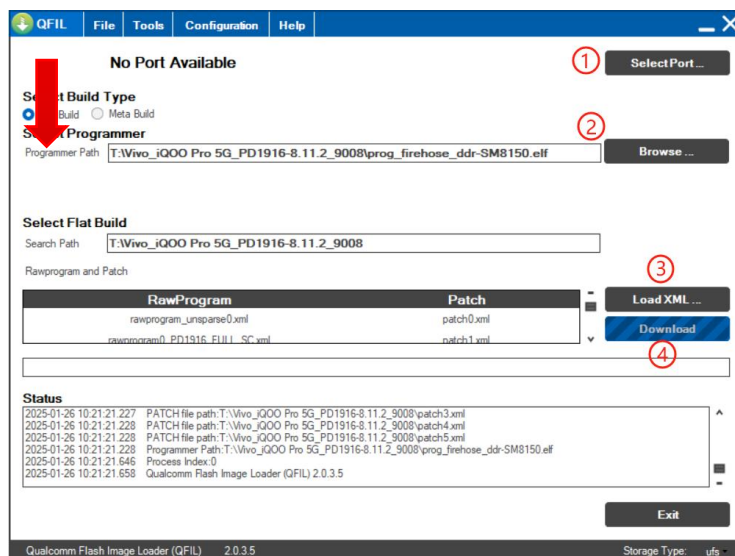 QFIL File Tools Configuration Help
No Port Available
① Select Port ...
Select Build Type
Build Meta Build
Select Programmer
②
Programmer Path T:\Vivo_iQOO Pro 5G_PD1916-8.11.2_9008\prog_firehose_ddr-SM8150.elf Browse ...
Select Flat Build
Search Path T:\Vivo_iQOO Pro 5G_PD1916-8.11.2_9008
Rawprogram and Patch
③
RawProgram Patch Load XML ...
rawprogram_unsparse0.xml patch0.xml
Download
rawprogram0_PD1916_FULL_SC.xml patch1.xml
④
Status
2025-01-26 10:21:21.227 PATCH file path:T:\Vivo_iQOO Pro 5G_PD1916-8.11.2_9008\patch3.xml
2025-01-26 10:21:21.228 PATCH file path:T:\Vivo_iQOO Pro 5G_PD1916-8.11.2_9008\patch4.xml
2025-01-26 10:21:21.228 PATCH file path:T:\Vivo_iQOO Pro 5G_PD1916-8.11.2_9008\patch5.xml
2025-01-26 10:21:21.228 Programmer Path:T:\Vivo_iQOO Pro 5G_PD1916-8.11.2_9008\prog_firehose_ddr-SM8150.elf
2025-01-26 10:21:21.646 Process Index:0
2025-01-26 10:21:21.658 Qualcomm Flash Image Loader (QFIL) 2.0.3.5
Exit
Qualcomm Flash Image Loader (QFIL) 2.0.3.5 Storage Type: ufs